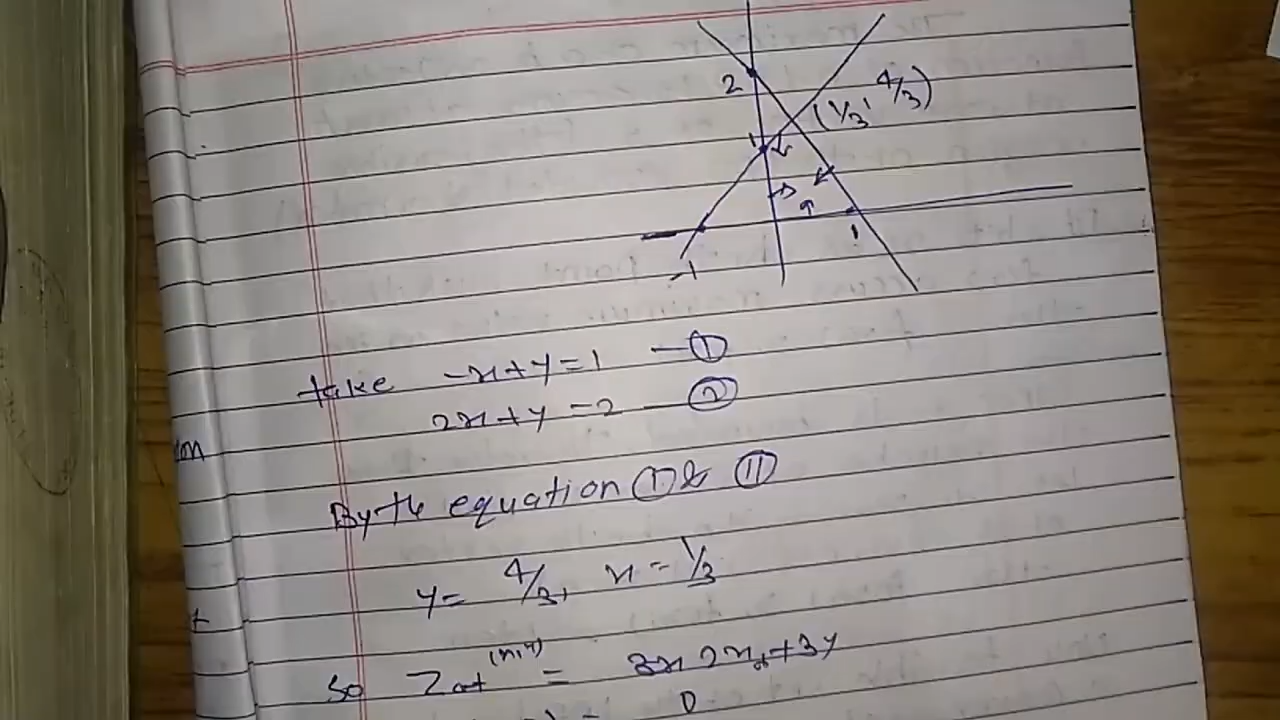 2
(1/3, 4/3)
1
1
-1
take -x+y=1 — ①
2x+y=2 — ②
By the equation ① & ⑪
y= 4/3, x = 1/3
So Z at (x,y) = 2x+3y
0